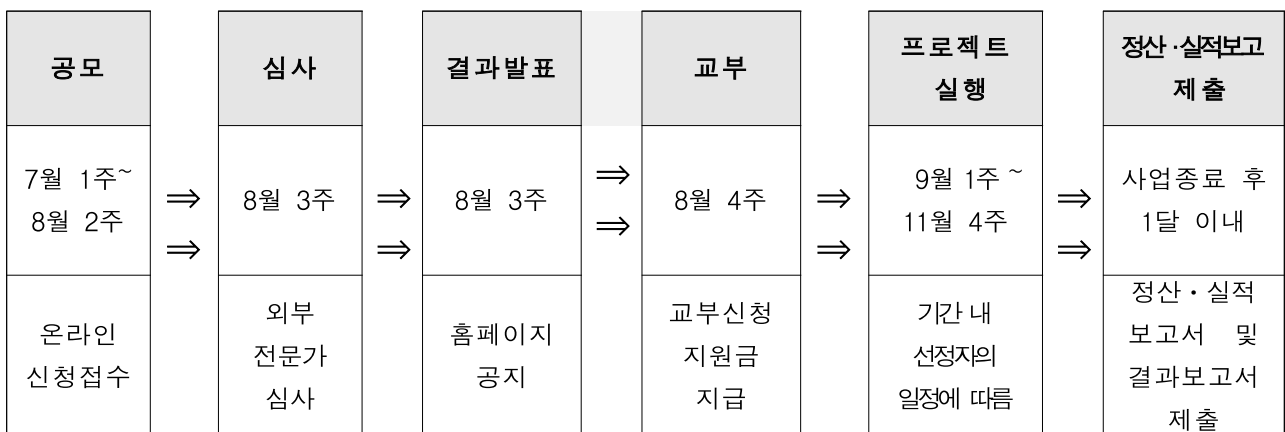 공모
심사
결과발표
교부
프로젝트
실행
정산·실적보고
제출
7월 1주~
8월 2주
⇒
⇒
8월 3주
⇒
⇒
8월 3주
⇒
⇒
8월 4주
⇒
⇒
9월 1주 ~
11월 4주
⇒
⇒
사업종료 후
1달 이내
온라인
신청접수
외부
전문가
심사
홈페이지
공지
교부신청
지원금
지급
기간 내
선정자의
일정에 따름
정산·실적
보고서 및
결과보고서
제출